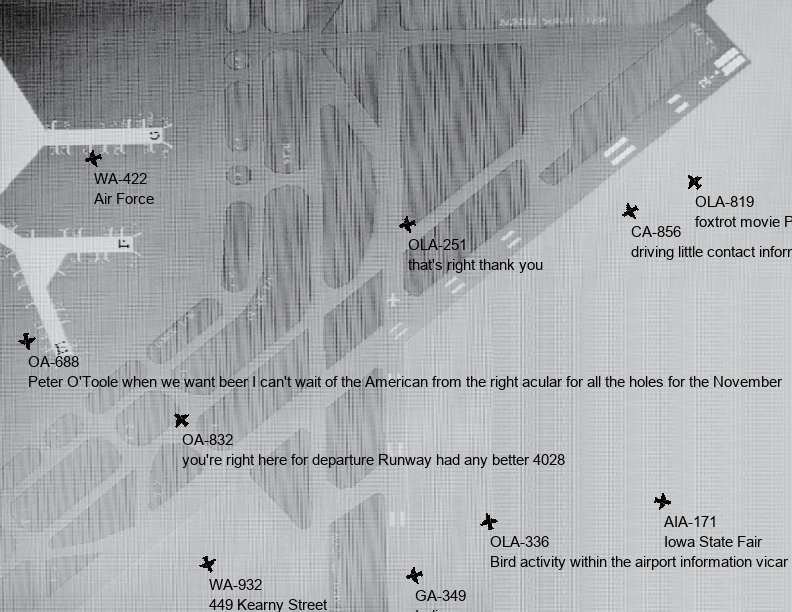 WA-422
Air Force
OLA-819
foxtrot movie P
CA-856
driving little contact inforr
OLA-251
that's right thank you
OA-688
Peter O'Toole when we want beer I can't wait of the American from the right acular for all the holes for the November
OA-832
you're right here for departure Runway had any better 4028
AIA-171
Iowa State Fair
OLA-336
Bird activity within the airport information vicar
WA-932
449 Kearny Street
GA-349